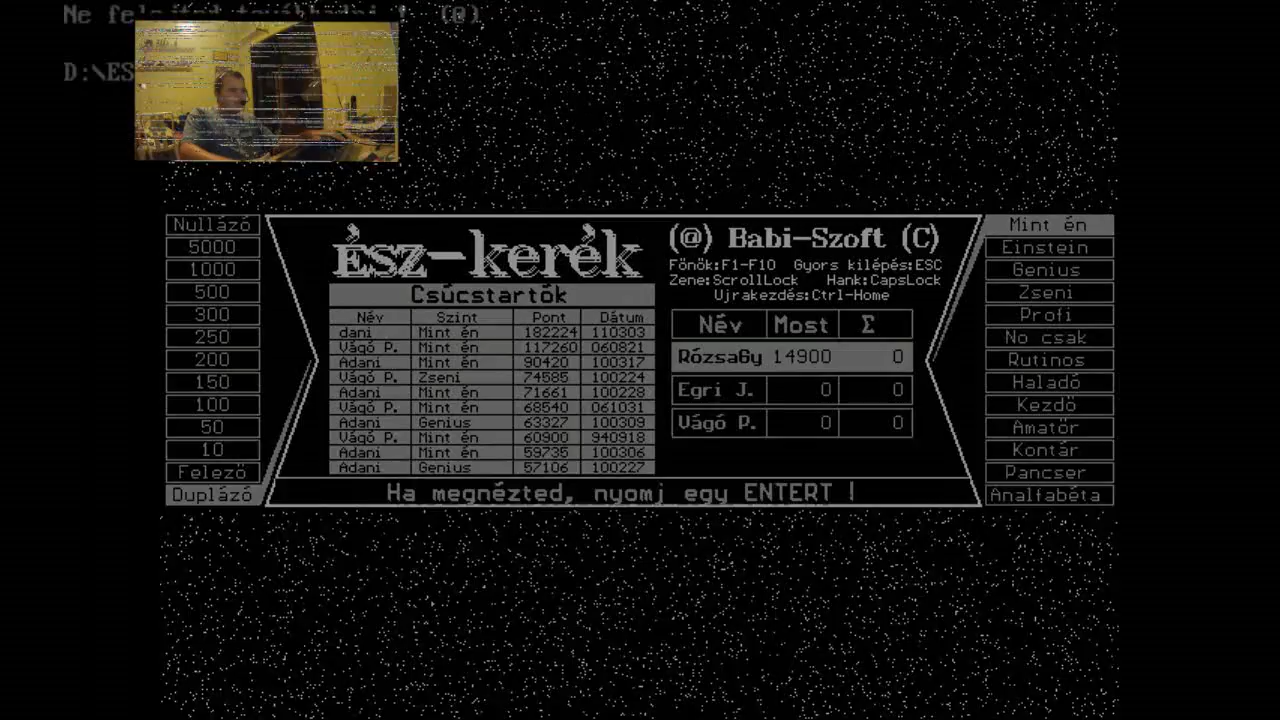 Ne felejtsd továbbadni ! (@)
D:\ES
Nullázó
5000
1000
500
300
250
200
150
100
50
10
Felező
Duplázó
ész-kerék
Csúcstartók
Név Szint Pont Dátum
dani Mint én 182224 110303
Vágó P. Mint én 117260 060821
Adani Mint én 90420 100317
Vágó P. Zseni 74585 100224
Adani Mint én 71661 100228
Vágó P. Mint én 68540 061031
Adani Genius 63327 100309
Vágó P. Mint én 60900 940918
Adani Mint én 59735 100306
Adani Genius 57106 100227
(@) Babi-Szoft (C)
Fönök:F1-F10 Gyors kilépés:ESC
Zene:ScrollLock Hank:CapsLock
Ujrakezdés:Ctrl-Home
Név Most Σ
RózsaGy 14900 0
Egri J. 0 0
Vágó P. 0 0
Ha megnézted, nyomj egy ENTERT !
Mint én
Einstein
Genius
Zseni
Profi
No csak
Rutinos
Haladó
Kezdő
Amatőr
Kontár
Pancser
Analfabéta